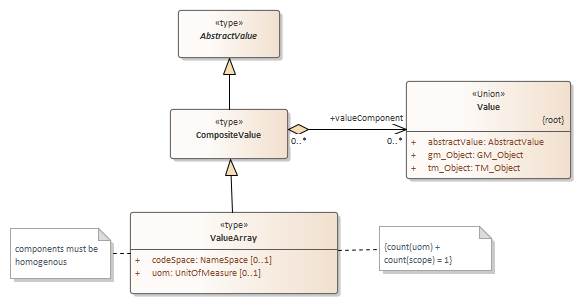 «type»
AbstractValue
«type»
CompositeValue
+valueComponent
0..*
0..*
«Union»
Value
{root}
+ abstractValue: AbstractValue
+ gm_Object: GM_Object
+ tm_Object: TM_Object
components must be
homogenous
«type»
ValueArray
+ codeSpace: NameSpace [0..1]
+ uom: UnitOfMeasure [0..1]
{count(uom) +
count(scope) = 1}